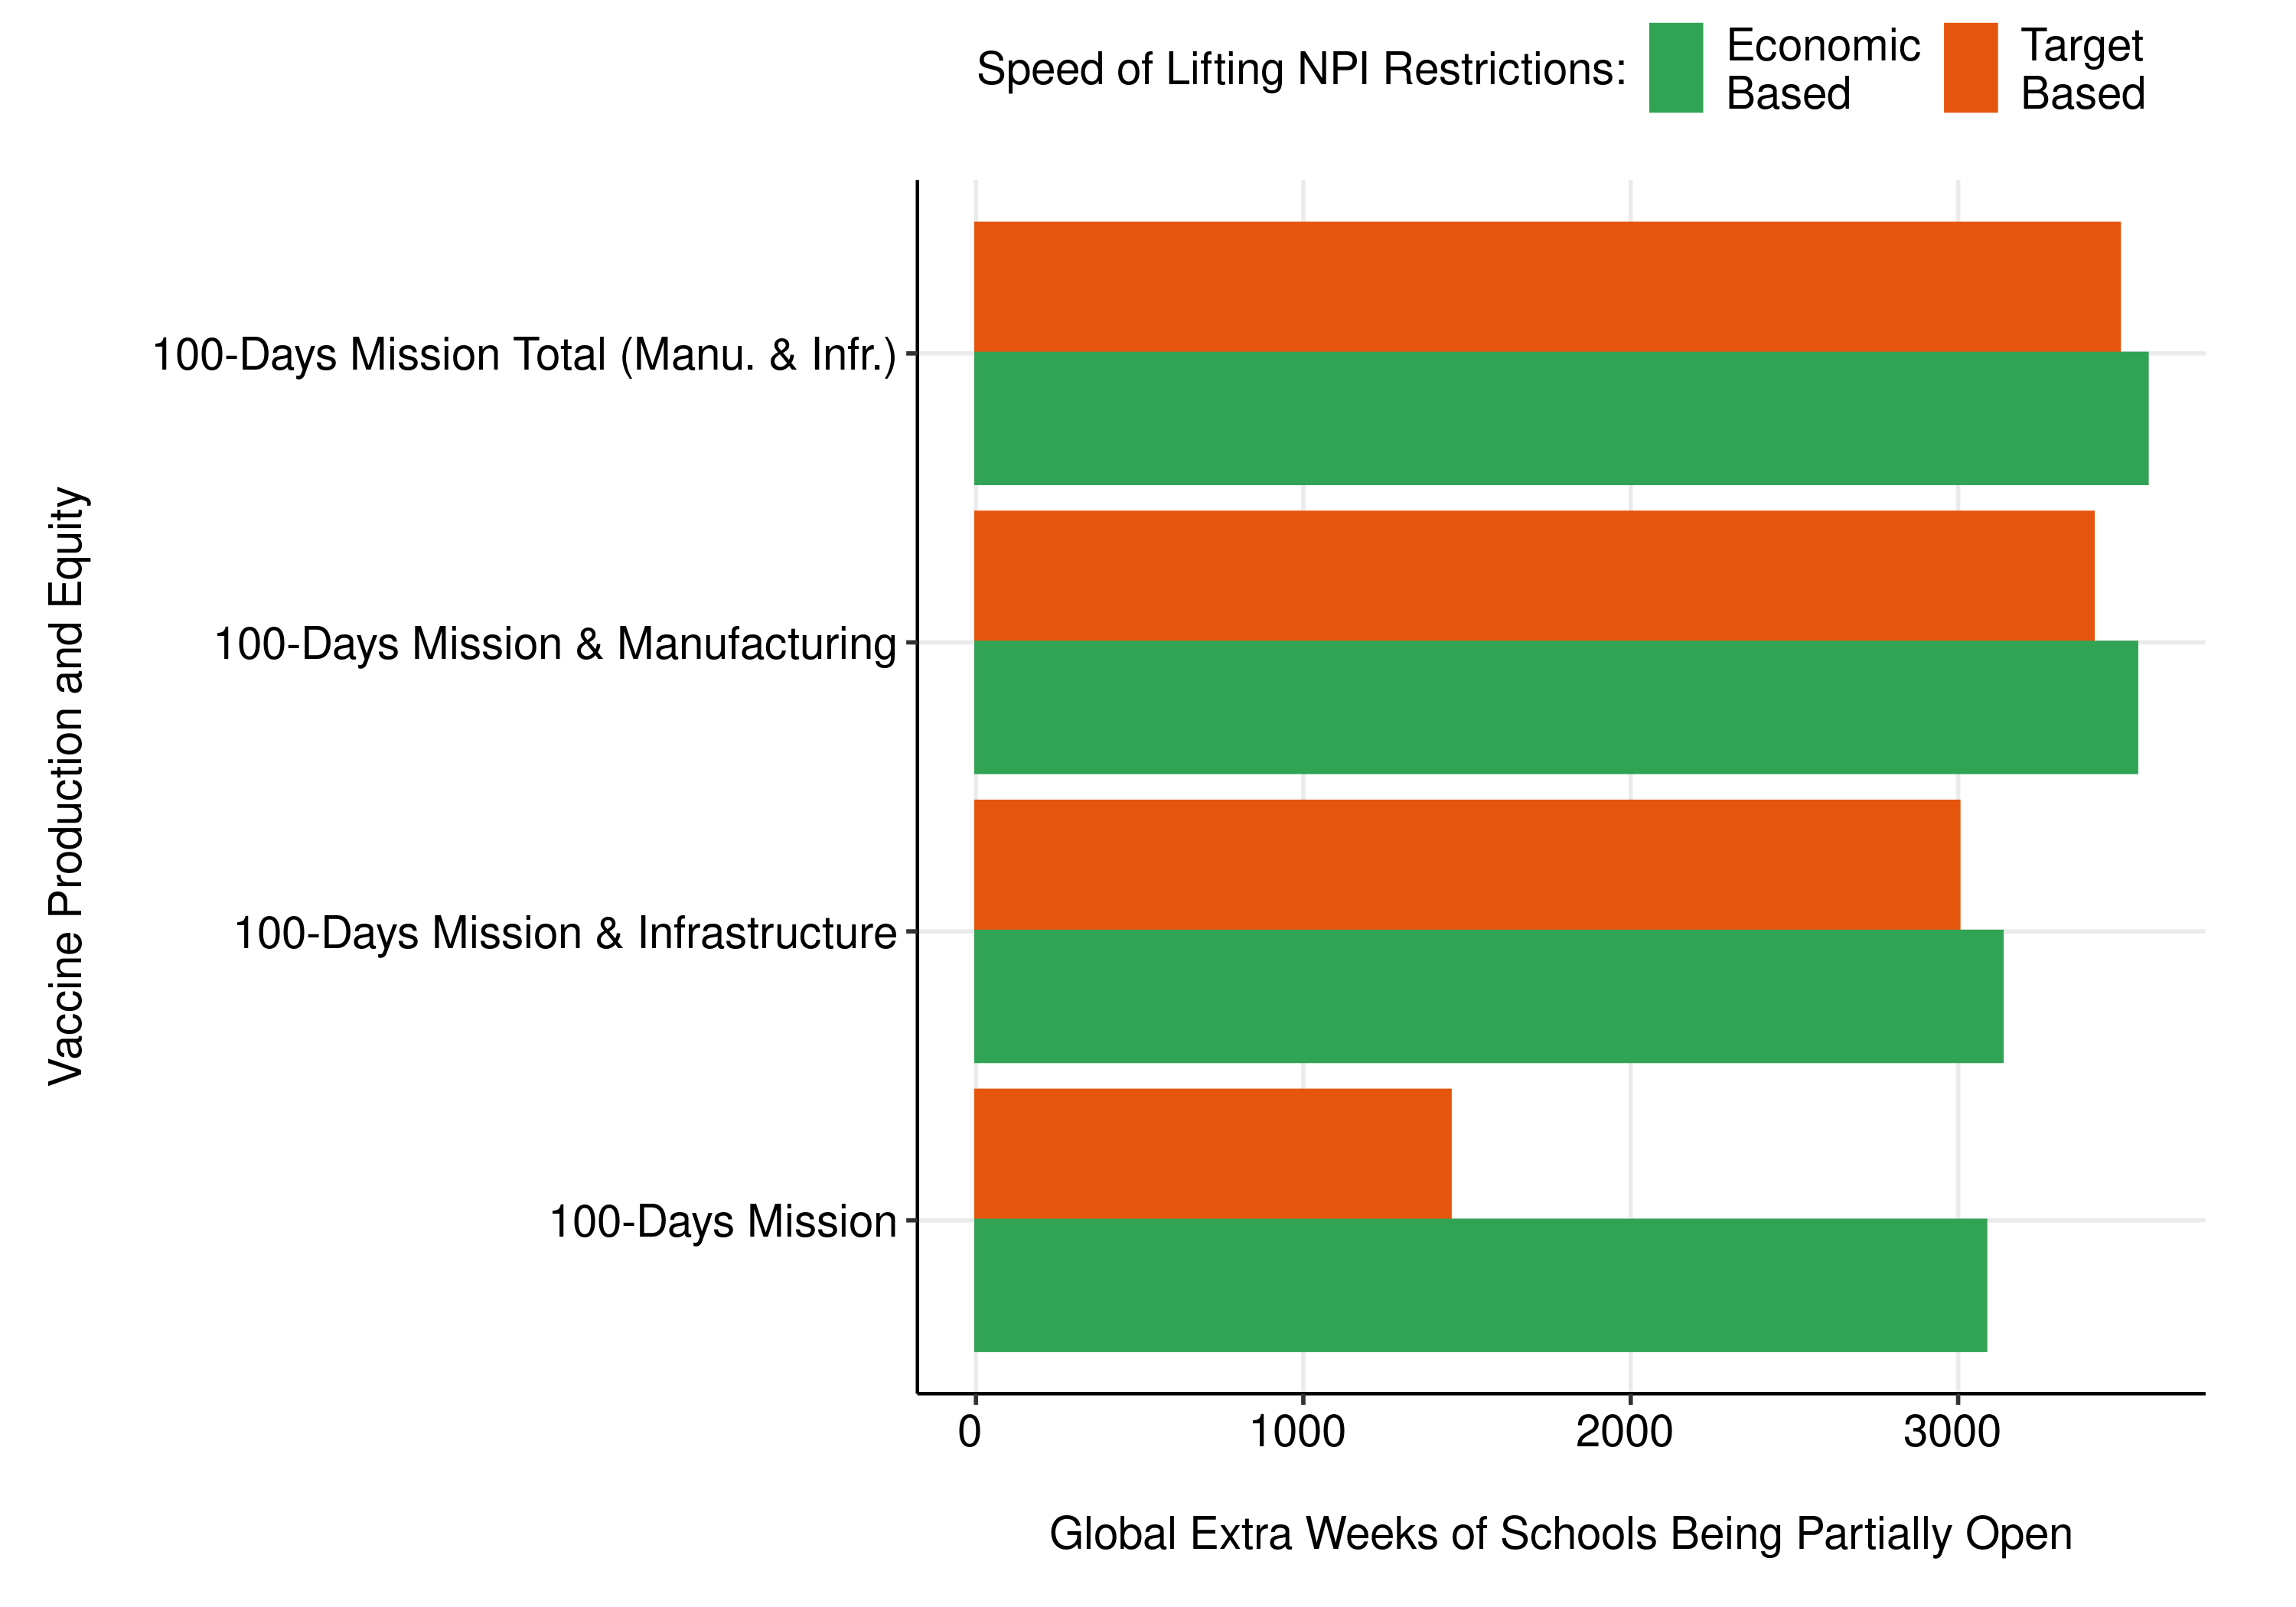 Speed of Lifting NPI Restrictions:
Economic
Based
Target
Based
Vaccine Production and Equity
100-Days Mission Total (Manu. & Infr.)
100-Days Mission & Manufacturing
100-Days Mission & Infrastructure
100-Days Mission
0 1000 2000 3000
Global Extra Weeks of Schools Being Partially Open